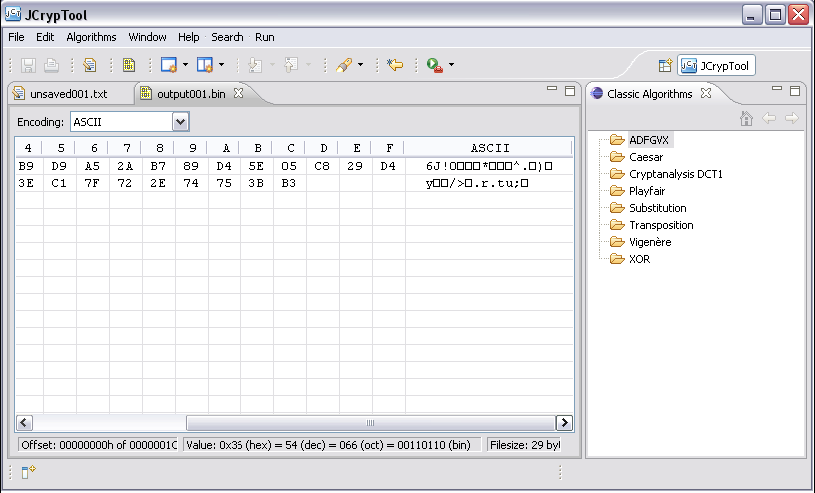 JCrypTool
File Edit Algorithms Window Help Search Run
JCrypTool
unsaved001.txt output001.bin Classic Algorithms
Encoding: ASCII
4 5 6 7 8 9 A B C D E F ASCII
B9 D9 A5 2A B7 89 D4 5E 05 C8 29 D4 6J!O□□□*□□□^.□)□
3E C1 7F 72 2E 74 75 3B B3 y□□/>□.r.tu;□
ADFGVX
Caesar
Cryptanalysis DCT1
Playfair
Substitution
Transposition
Vigenère
XOR
Offset: 00000000h of 0000001C Value: 0x36 (hex) = 54 (dec) = 066 (oct) = 00110110 (bin) Filesize: 29 byt